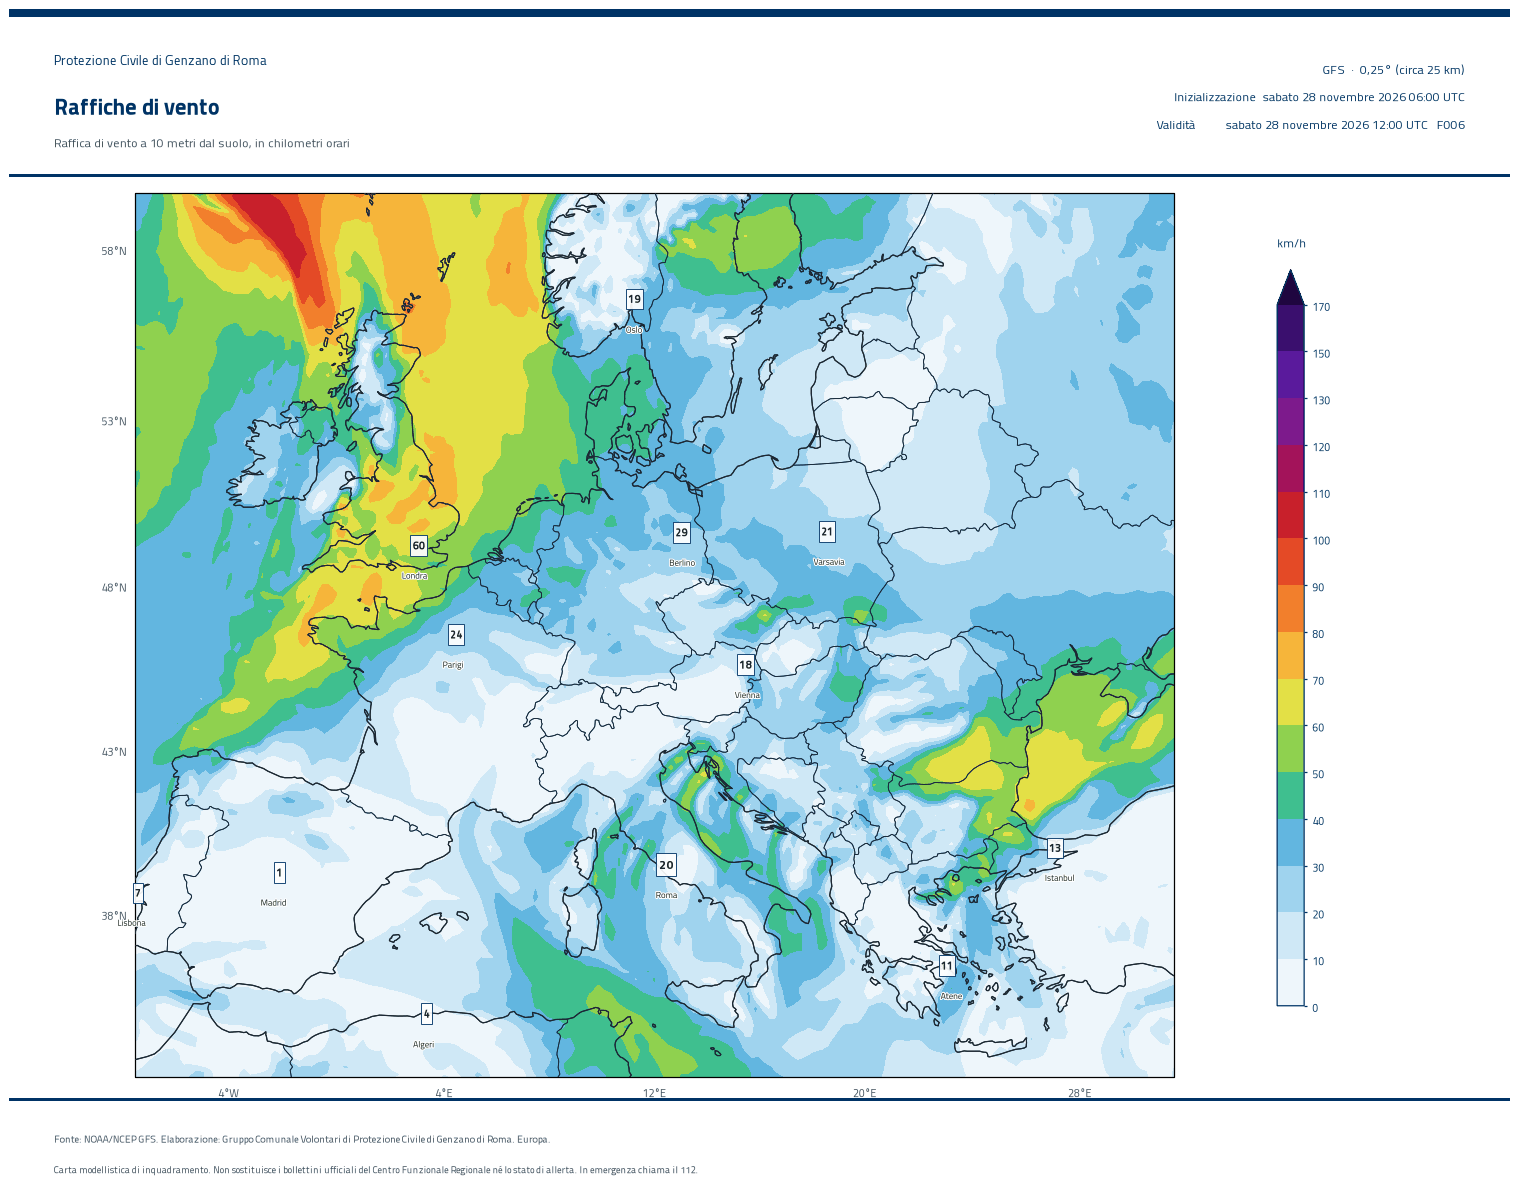 Protezione Civile di Genzano di Roma
Raffiche di vento
Raffica di vento a 10 metri dal suolo, in chilometri orari
GFS · 0,25° (circa 25 km)
Inizializzazione sabato 28 novembre 2026 06:00 UTC
Validità sabato 28 novembre 2026 12:00 UTC F006
km/h
170
150
130
120
110
100
90
80
70
60
50
40
30
20
10
0
58°N
53°N
48°N
43°N
38°N
19
Oslo
60
Londra
29
Berlino
21
Varsavia
24
Parigi
18
Vienna
20
Roma
13
Istanbul
1
Madrid
7
Lisbona
11
Atene
4
Algeri
4°W
4°E
12°E
20°E
28°E
Fonte: NOAA/NCEP GFS. Elaborazione: Gruppo Comunale Volontari di Protezione Civile di Genzano di Roma. Europa.
Carta modellistica di inquadramento. Non sostituisce i bollettini ufficiali del Centro Funzionale Regionale né lo stato di allerta. In emergenza chiama il 112.